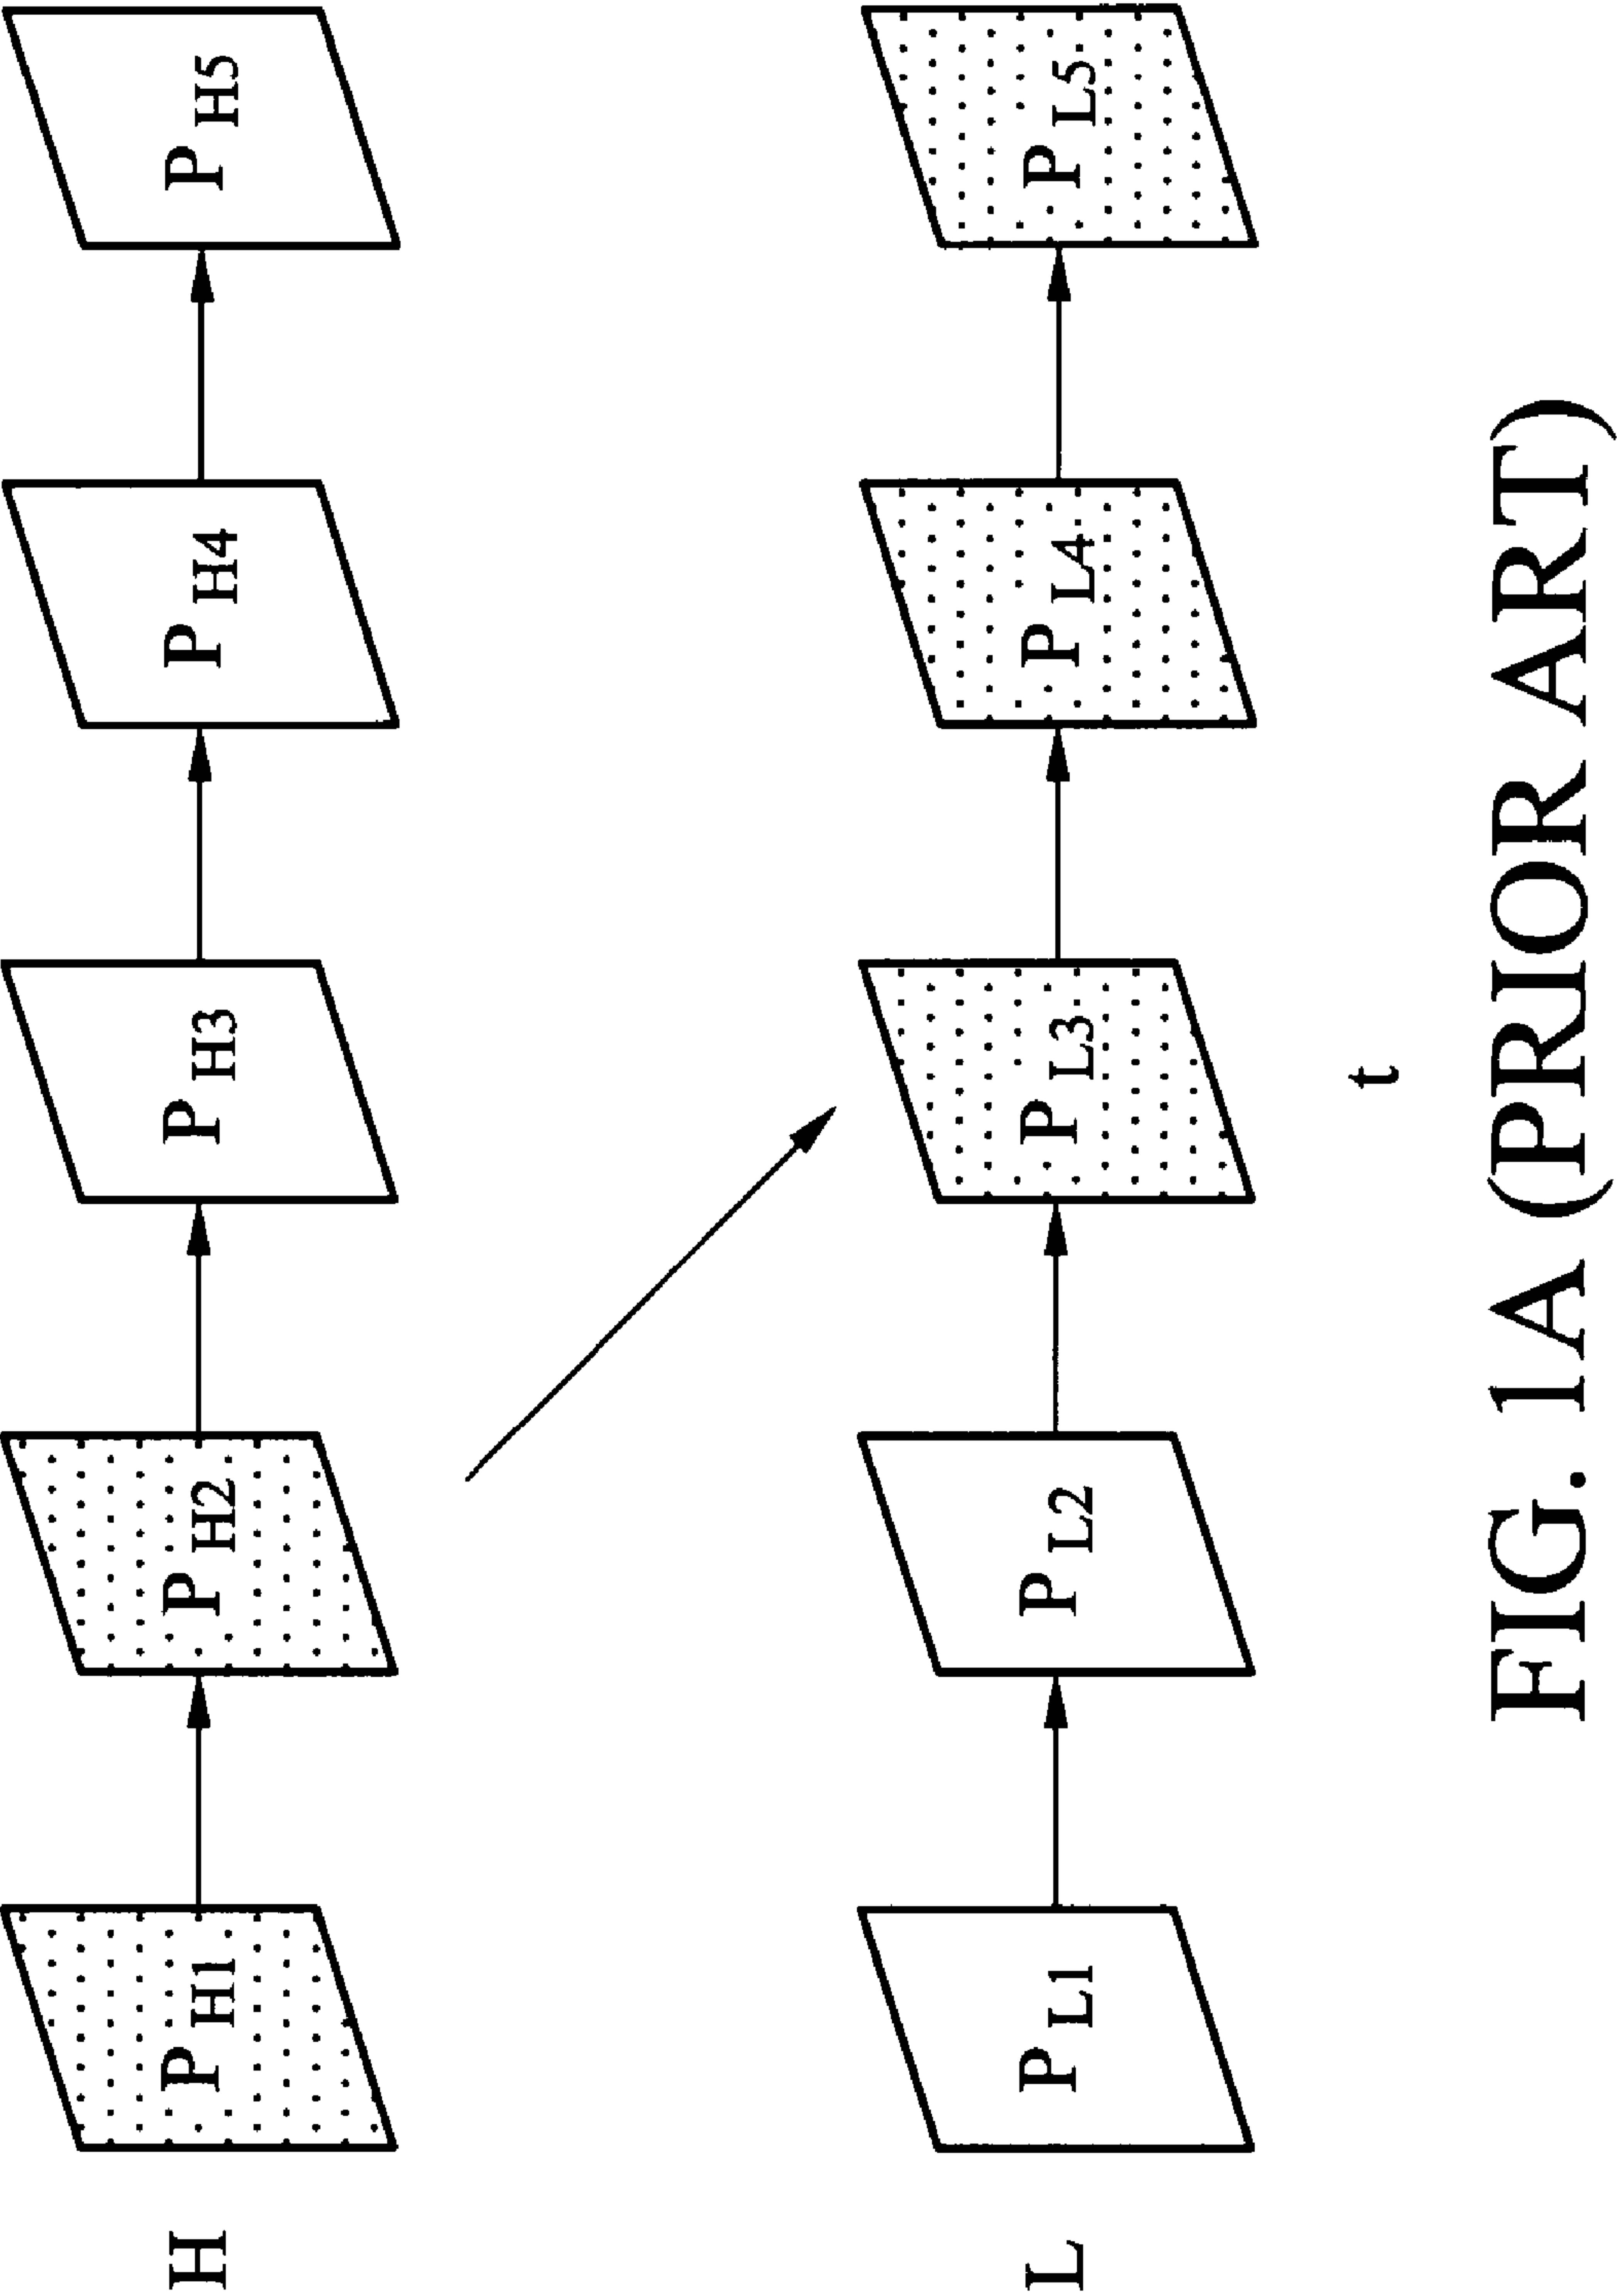 H P H1 P H2 P H3 P H4 P H5
L P L1 P L2 P L3 P L4 P L5
t
FIG. 1A (PRIOR ART)